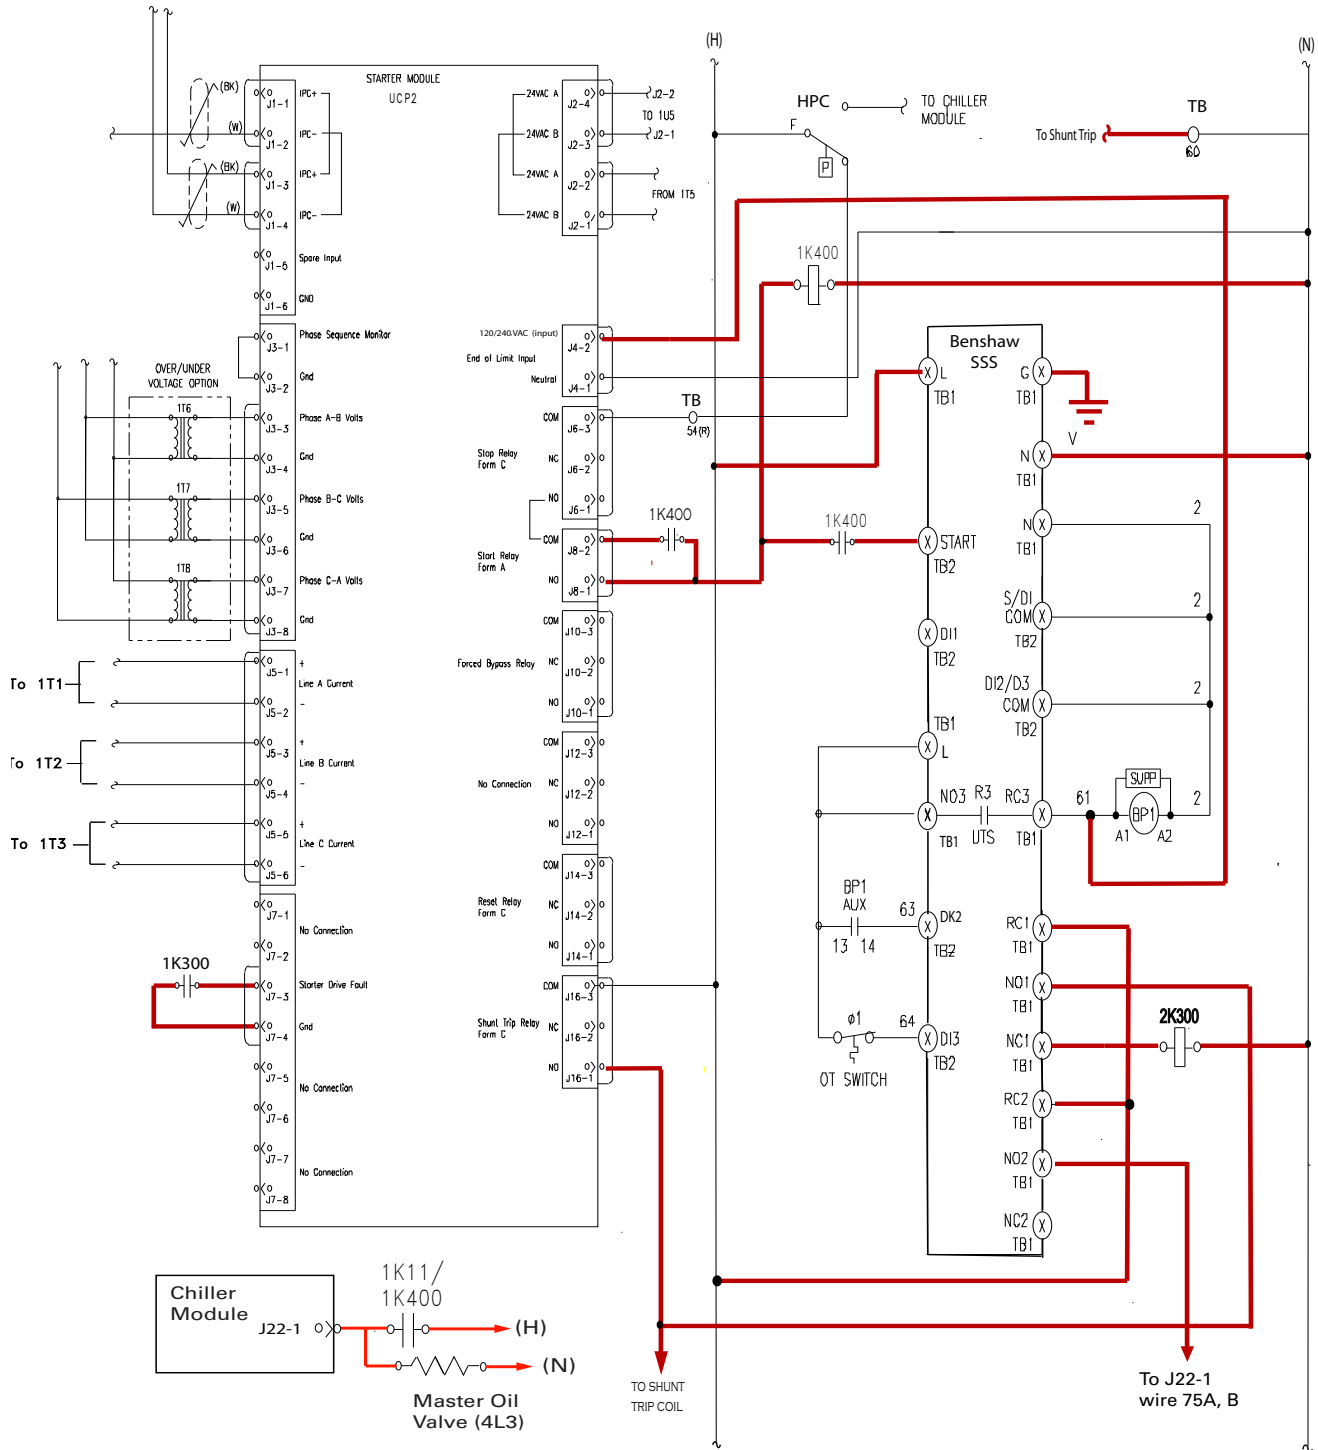 (H)
(N)
STARTER MODULE
UCP2
(BK)
J1-1
IPC+
(W)
J1-2
IPC-
(BK)
J1-3
IPC+
(W)
J1-4
IPC-
J1-5
Spare Input
J1-6
GND
24VAC A
J2-4
J2-2
TO 1U5
24VAC B
J2-3
J2-1
24VAC A
J2-2
FROM 1T5
24VAC B
J2-1
HPC
TO CHILLER
MODULE
F
P
To Shunt Trip
TB
60
1K400
J3-1
Phase Sequence Monitor
J3-2
Gnd
120/240VAC (input)
J4-2
End of Limit Input
Neutral
J4-1
OVER/UNDER
VOLTAGE OPTION
1T6
J3-3
Phase A-B Volts
J3-4
Gnd
1T7
J3-5
Phase B-C Volts
J3-6
Gnd
1T8
J3-7
Phase C-A Volts
J3-8
Gnd
COM
J6-3
Stop Relay
Form C
NC
J6-2
NO
J6-1
TB
54(R)
COM
J8-2
Start Relay
Form A
NO
J8-1
1K400
1K400
COM
J10-3
Forced Bypass Relay
NC
J10-2
NO
J10-1
COM
J12-3
No Connection
NC
J12-2
NO
J12-1
COM
J14-3
Reset Relay
Form C
NC
J14-2
NO
J14-1
COM
J16-3
Shunt Trip Relay
Form C
NC
J16-2
NO
J16-1
To 1T1
J5-1
+
Line A Current
J5-2
-
To 1T2
J5-3
+
Line B Current
J5-4
-
To 1T3
J5-5
+
Line C Current
J5-6
-
J7-1
No Connection
J7-2
1K300
J7-3
Starter Drive Fault
J7-4
Gnd
J7-5
No Connection
J7-6
J7-7
No Connection
J7-8
Benshaw
SSS
L
TB1
G
TB1
V
N
TB1
START
TB2
N
TB1
2
DI1
TB2
S/DI
COM
TB2
2
DI2/D3
COM
TB2
2
TB1
L
NO3
TB1
R3
UTS
RC3
TB1
61
SUPP
BP1
A1
A2
2
BP1
AUX
13 14
63
DK2
TB2
RC1
TB1
NO1
TB1
ø1
OT SWITCH
64
DI3
TB2
NC1
TB1
2K300
RC2
TB1
NO2
TB1
NC2
TB1
Chiller
Module
J22-1
1K11/
1K400
(H)
(N)
Master Oil
Valve (4L3)
TO SHUNT
TRIP COIL
To J22-1
wire 75A, B